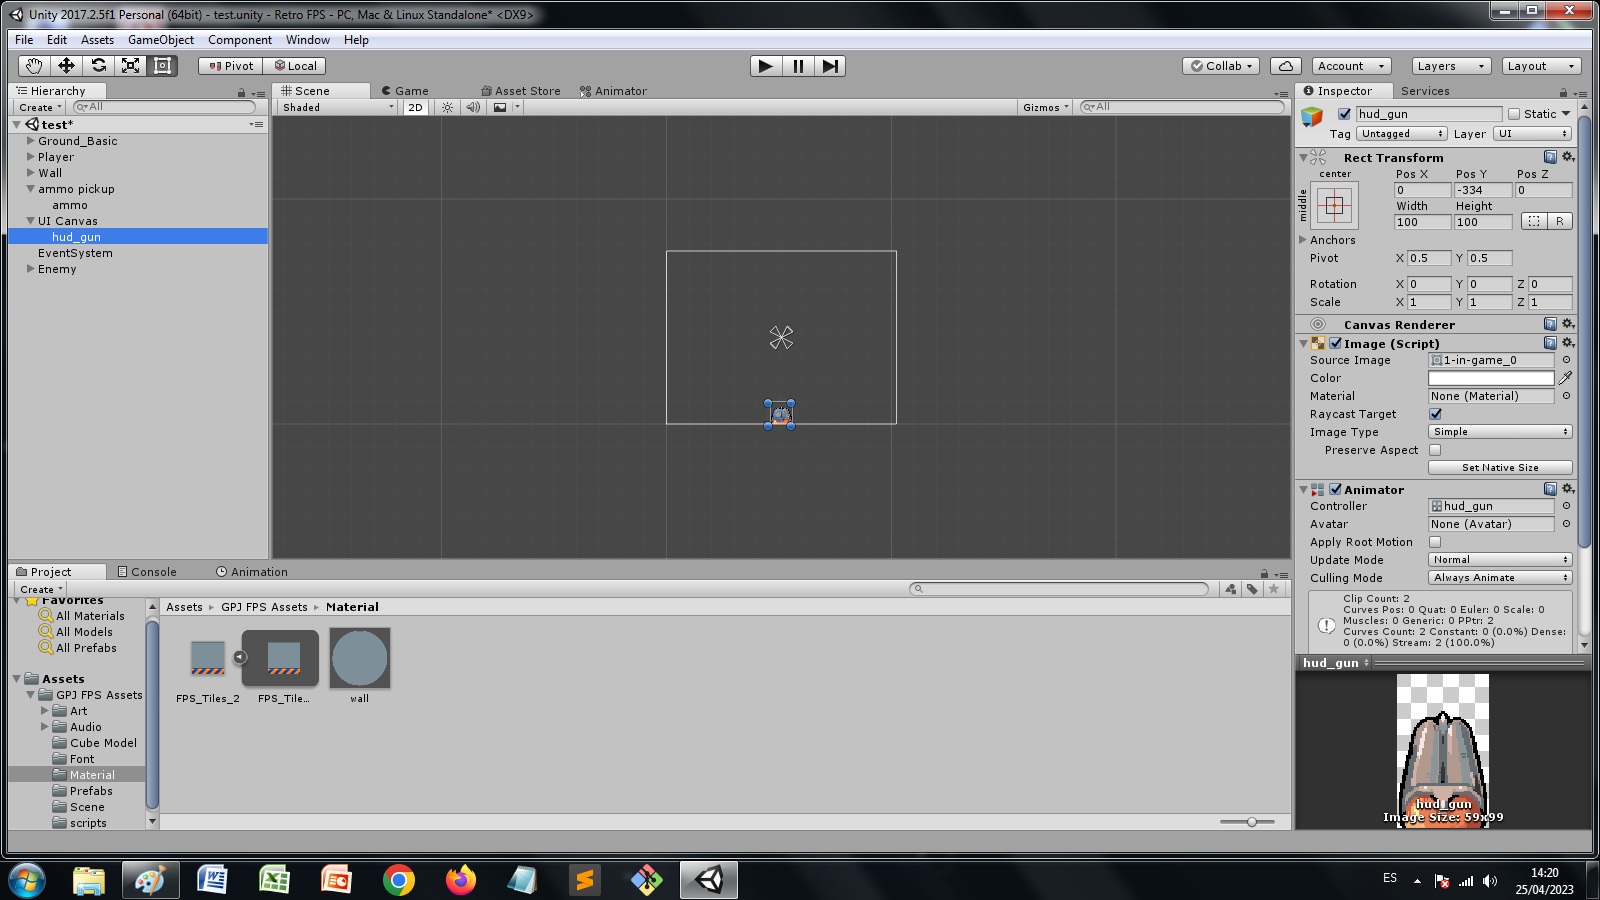 Unity 2017.2.5f1 Personal (64bit) - test.unity - Retro FPS - PC, Mac & Linux Standalone* <DX9>
File Edit Assets GameObject Component Window Help
Pivot Local Collab Account Layers Layout
Hierarchy
Create All
test*
Ground_Basic
Player
Wall
ammo pickup
ammo
UI Canvas
hud_gun
EventSystem
Enemy
Scene Game Asset Store Animator
Shaded 2D Gizmos All
Inspector Services
hud_gun Static
Tag Untagged Layer UI
Rect Transform
center Pos X Pos Y Pos Z
middle 0 -334 0
Width Height
100 100 R
Anchors
Pivot X 0.5 Y 0.5
Rotation X 0 Y 0 Z 0
Scale X 1 Y 1 Z 1
Canvas Renderer
Image (Script)
Source Image 1-in-game_0
Color
Material None (Material)
Raycast Target
Image Type Simple
Preserve Aspect
Set Native Size
Animator
Controller hud_gun
Avatar None (Avatar)
Apply Root Motion
Update Mode Normal
Culling Mode Always Animate
Clip Count: 2
Curves Pos: 0 Quat: 0 Euler: 0 Scale: 0
Muscles: 0 Generic: 0 PPtr: 2
Curves Count: 2 Constant: 0 (0.0%) Dense:
0 (0.0%) Stream: 2 (100.0%)
hud_gun
hud_gun
Image Size: 59x99
Project Console Animation
Create
Favorites
All Materials
All Models
All Prefabs
Assets
GPJ FPS Assets
Art
Audio
Cube Model
Font
Material
Prefabs
Scene
scripts
Assets GPJ FPS Assets Material
FPS_Tiles_2 FPS_Tile... wall
ES
14:20
25/04/2023